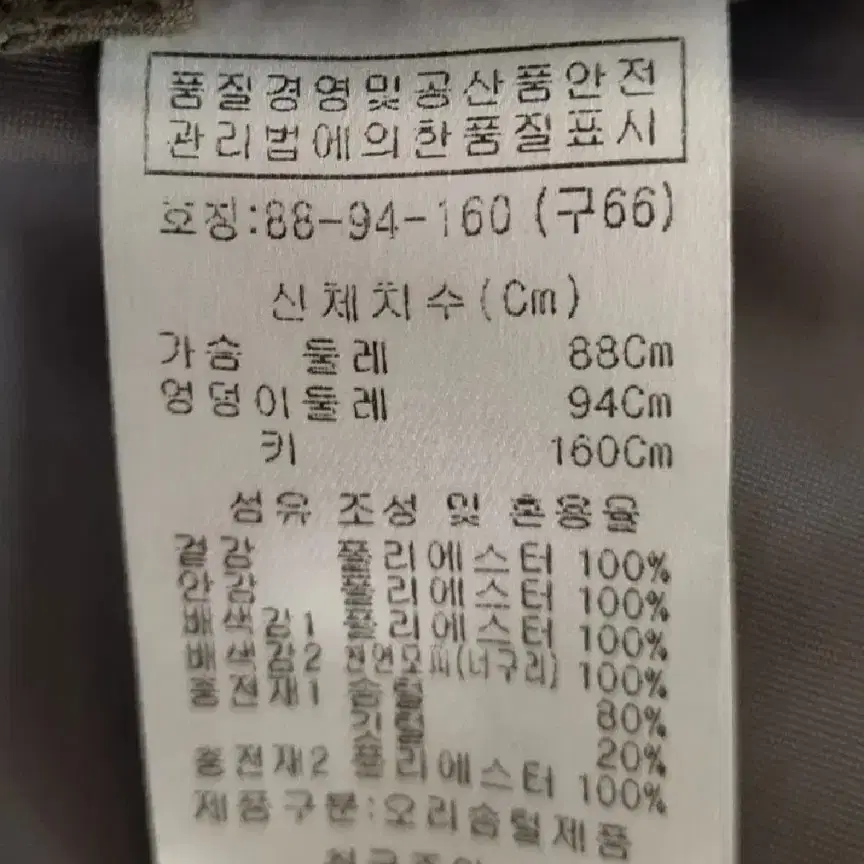 품질경영및공산품안전
관리법에의한품질표시
호칭:88-94-160 (구66)
신체치수(Cm)
가슴 둘레 88Cm
엉덩이둘레 94Cm
키 160Cm
섬유 조성 및 혼용율
겉감 폴리에스터 100%
안감 폴리에스터 100%
배색감1 폴리에스터 100%
배색감2 천연모피(너구리) 100%
충전재1 솜털 80%
깃털 20%
충전재2 폴리에스터 100%
제품구분:오리솜털제품